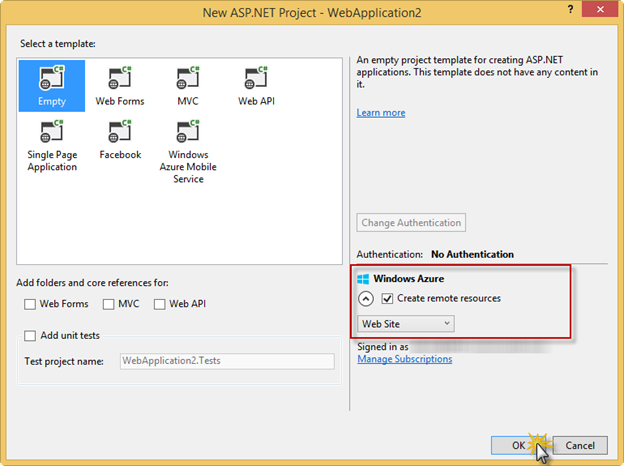 New ASP.NET Project - WebApplication2
?
Select a template:
Empty
Web Forms
MVC
Web API
Single Page
Application
Facebook
Windows
Azure Mobile
Service
Add folders and core references for:
Web Forms
MVC
Web API
Add unit tests
Test project name:
WebApplication2.Tests
An empty project template for creating ASP.NET
applications. This template does not have any content in
it.
Learn more
Change Authentication
Authentication: No Authentication
Windows Azure
Create remote resources
Web Site
Signed in as
Manage Subscriptions
OK
Cancel